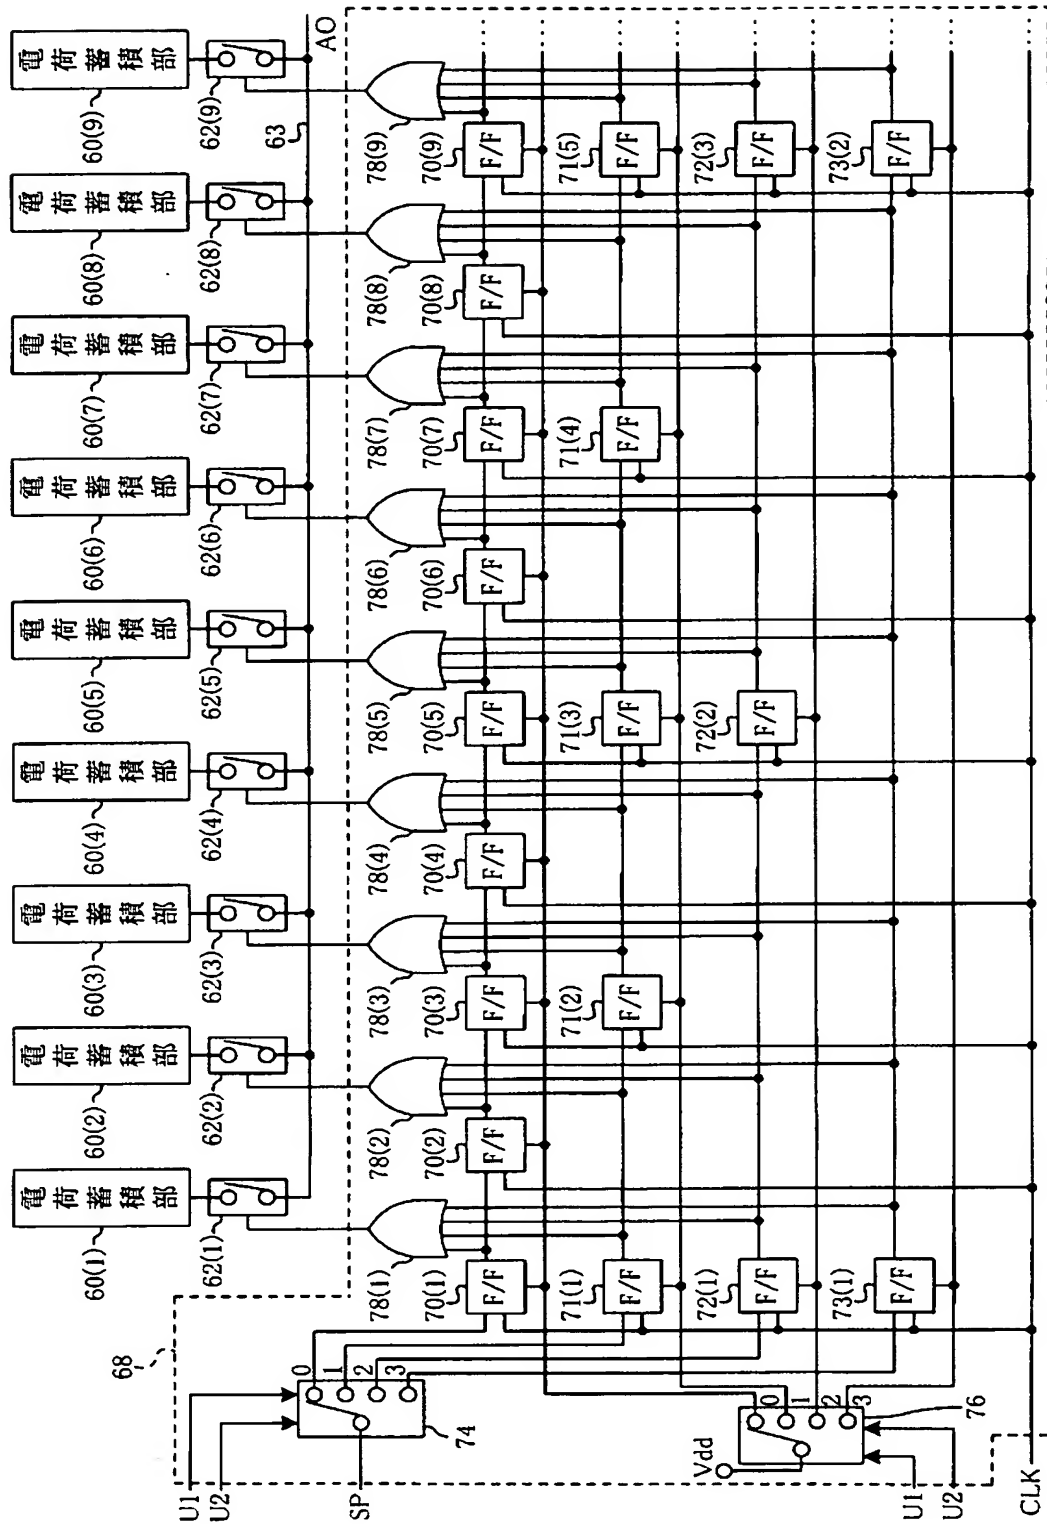 電荷蓄積部
電荷蓄積部
電荷蓄積部
電荷蓄積部
電荷蓄積部
電荷蓄積部
電荷蓄積部
電荷蓄積部
電荷蓄積部
60(1)
60(2)
60(3)
60(4)
60(5)
60(6)
60(7)
60(8)
60(9)
62(1)
62(2)
62(3)
62(4)
62(5)
62(6)
62(7)
62(8)
62(9)
63
AO
68
78(1)
78(2)
78(3)
78(4)
78(5)
78(6)
78(7)
78(8)
78(9)
70(1)
70(2)
70(3)
70(4)
70(5)
70(6)
70(7)
70(8)
70(9)
F/F
F/F
F/F
F/F
F/F
F/F
F/F
F/F
F/F
71(1)
71(2)
71(3)
71(4)
71(5)
F/F
F/F
F/F
F/F
F/F
72(1)
72(2)
72(3)
F/F
F/F
F/F
73(1)
73(2)
F/F
F/F
U1
U2
SP
0
1
2
3
74
Vdd
0
1
2
3
76
U1
U2
CLK